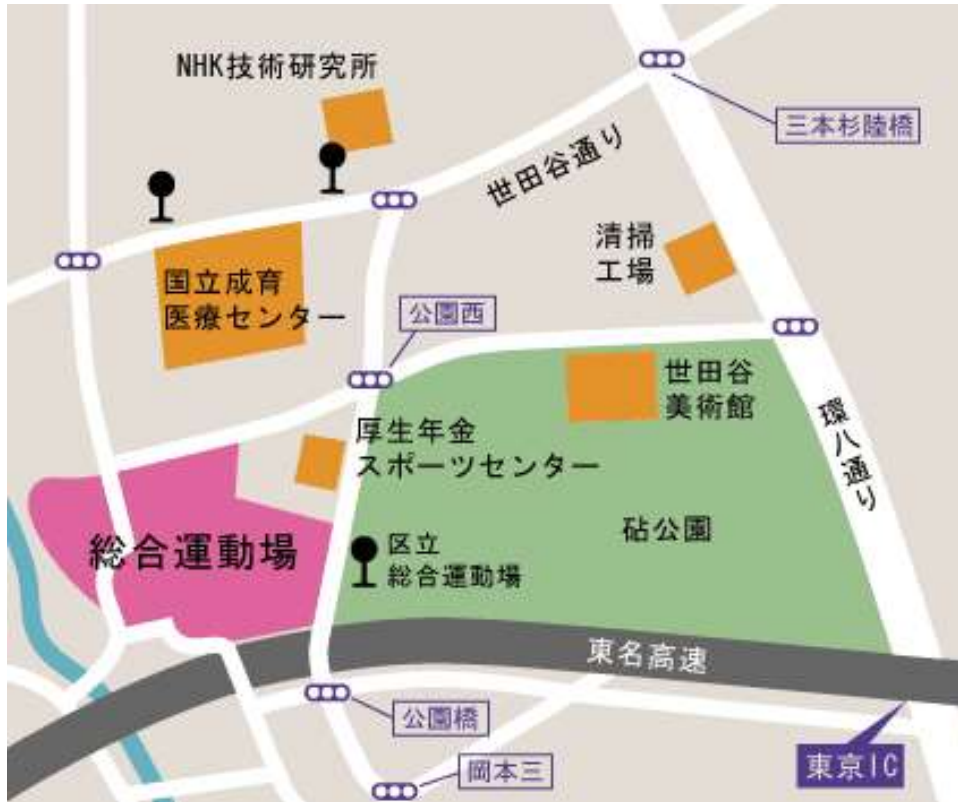 NHK技術研究所
三本杉陸橋
世田谷通り
清掃
工場
国立成育
医療センター
公園西
世田谷
美術館
環八通り
厚生年金
スポーツセンター
砧公園
総合運動場
区立
総合運動場
東名高速
公園橋
岡本三
東京IC